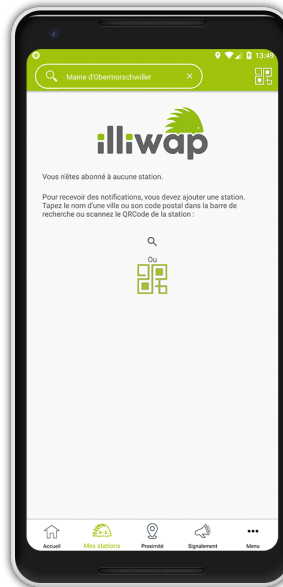 13:49
Mairie d'Obermorschwiller ×
illiwap
Vous n'êtes abonné à aucune station.
Pour recevoir des notifications, vous devez ajouter une station.
Tapez le nom d'une ville ou son code postal dans la barre de
recherche ou scannez le QRCode de la station :
Ou
A-Z
Accueil Mes stations Proximité Signalement Menu